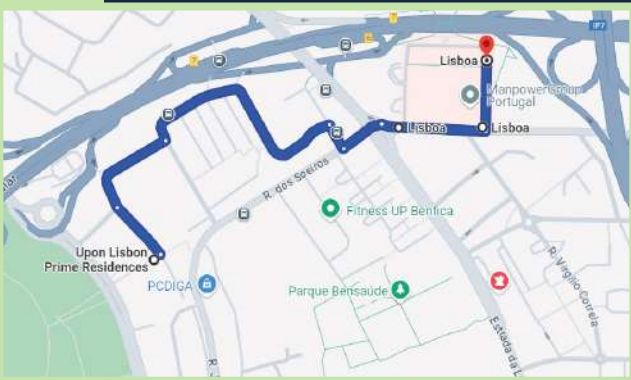 IP7
Lisboa
ManpowerGroup
Portugal
Lisboa
Lisboa
R. dos Soeiros
Fitness UP Benfica
Upon Lisbon
Prime Residences
PCDIGA
Parque Bensaúde
R. Virgílio Correia
Estrada da L
R.